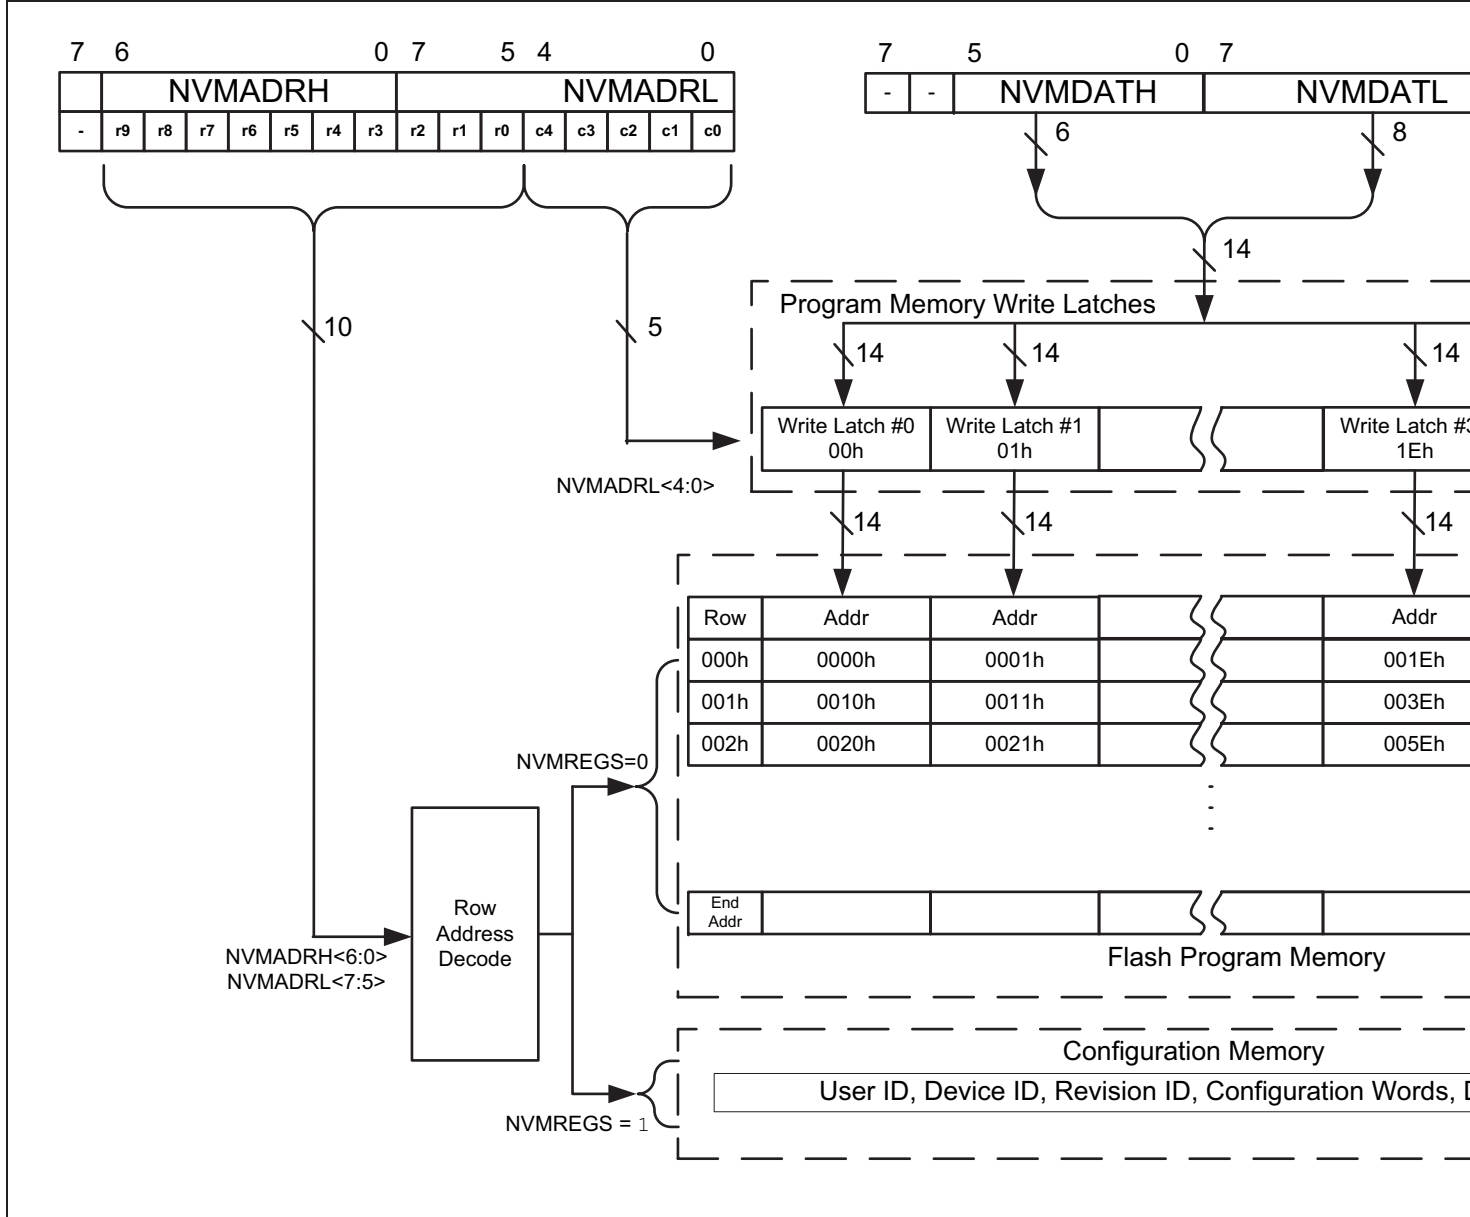 7 6 0 7 5 4 0
7 5 0 7
NVMADRH NVMADRL
- - NVMDATH NVMDATL
- r9 r8 r7 r6 r5 r4 r3 r2 r1 r0 c4 c3 c2 c1 c0
6 8
14
Program Memory Write Latches
10
5
14 14 14
Write Latch #0 Write Latch #1 Write Latch #3
00h 01h 1Eh
NVMADRL<4:0>
14 14 14
Row Addr Addr Addr
000h 0000h 0001h 001Eh
001h 0010h 0011h 003Eh
002h 0020h 0021h 005Eh
NVMREGS=0
End
Addr
Row
Address
Decode
NVMADRH<6:0>
NVMADRL<7:5>
Flash Program Memory
Configuration Memory
User ID, Device ID, Revision ID, Configuration Words,
NVMREGS = 1